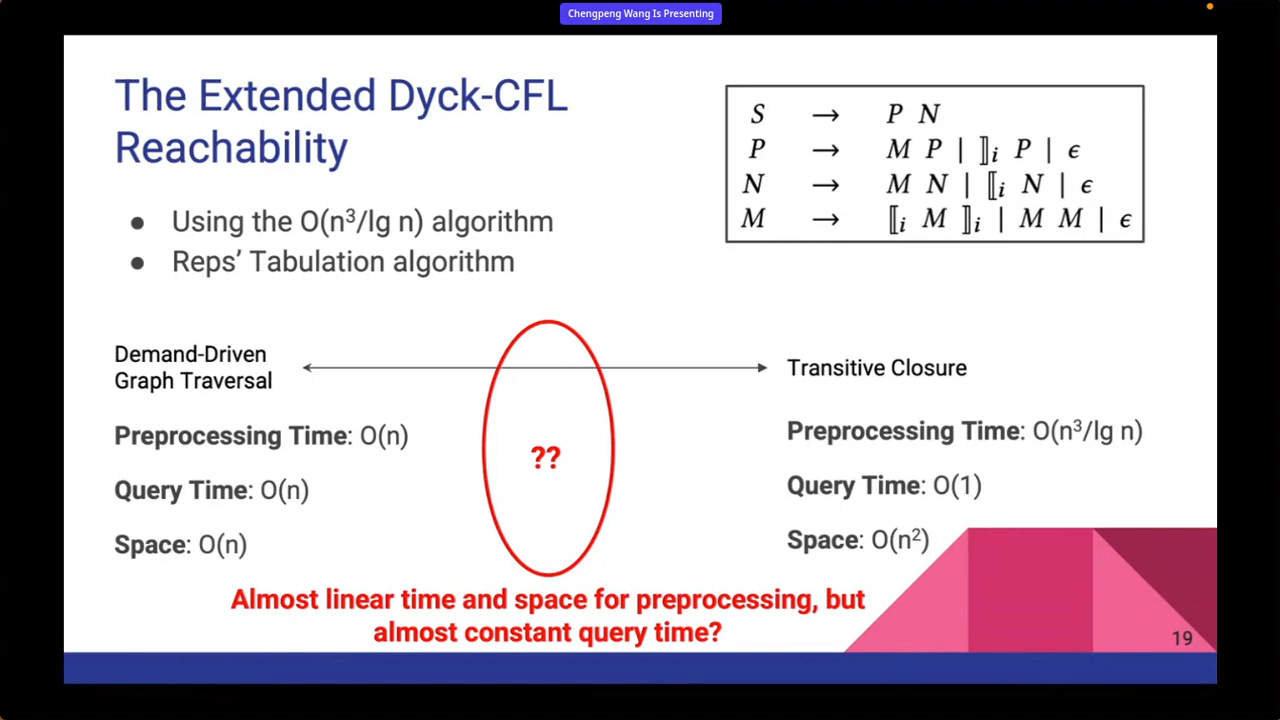 Chengpeng Wang Is Presenting
The Extended Dyck-CFL
Reachability
S → P N
P → M P | ⟧i P | ϵ
N → M N | ⟦i N | ϵ
M → ⟦i M ⟧i | M M | ϵ
● Using the O(n³/lg n) algorithm
● Reps’ Tabulation algorithm
Demand-Driven
Graph Traversal
Preprocessing Time: O(n)
Query Time: O(n)
Space: O(n)
??
Transitive Closure
Preprocessing Time: O(n³/lg n)
Query Time: O(1)
Space: O(n²)
Almost linear time and space for preprocessing, but
almost constant query time?
19